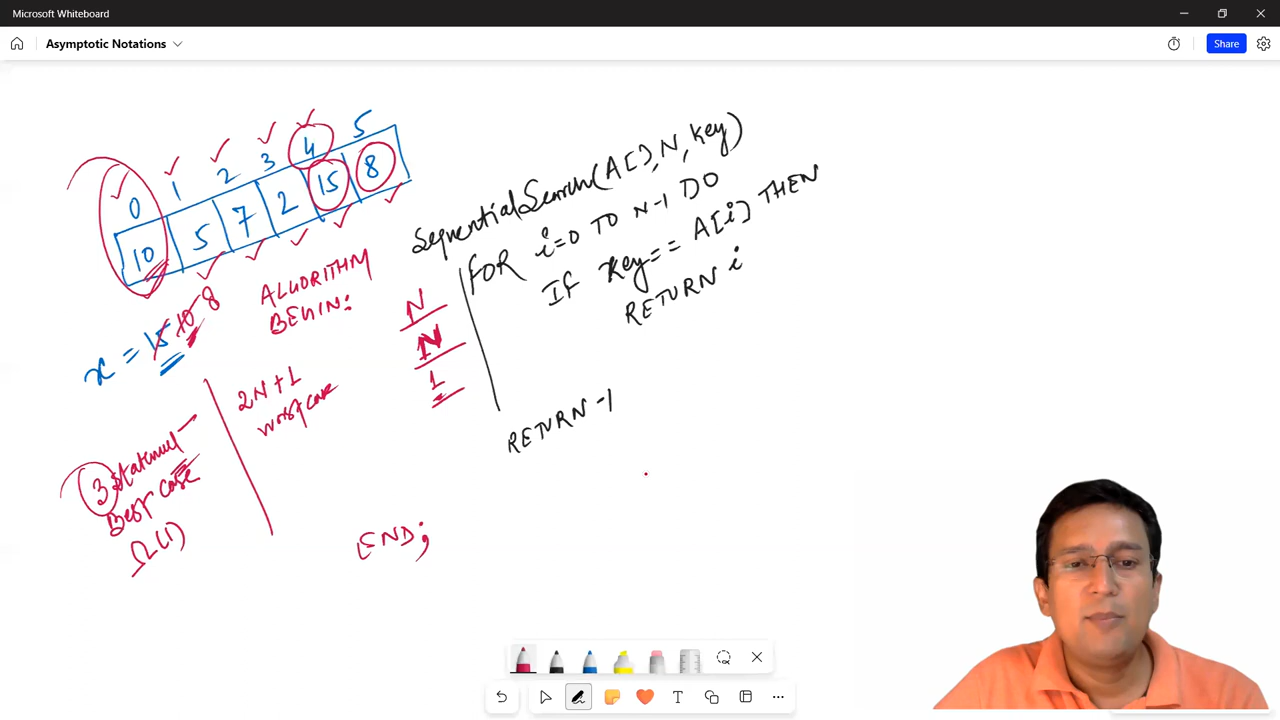 Microsoft Whiteboard
Asymptotic Notations
Share
0 1 2 3 4 5
10 5 7 2 15 8
x = 15 10 8
ALGORITHM
BEGIN:
SequentialSearch(A[], N, key)
FOR i=0 TO N-1 DO
If key== A[i] THEN
RETURN i
N
N
1
RETURN -1
3 Statement
Best case
Ω(1)
2N+1
worst case
END;
T